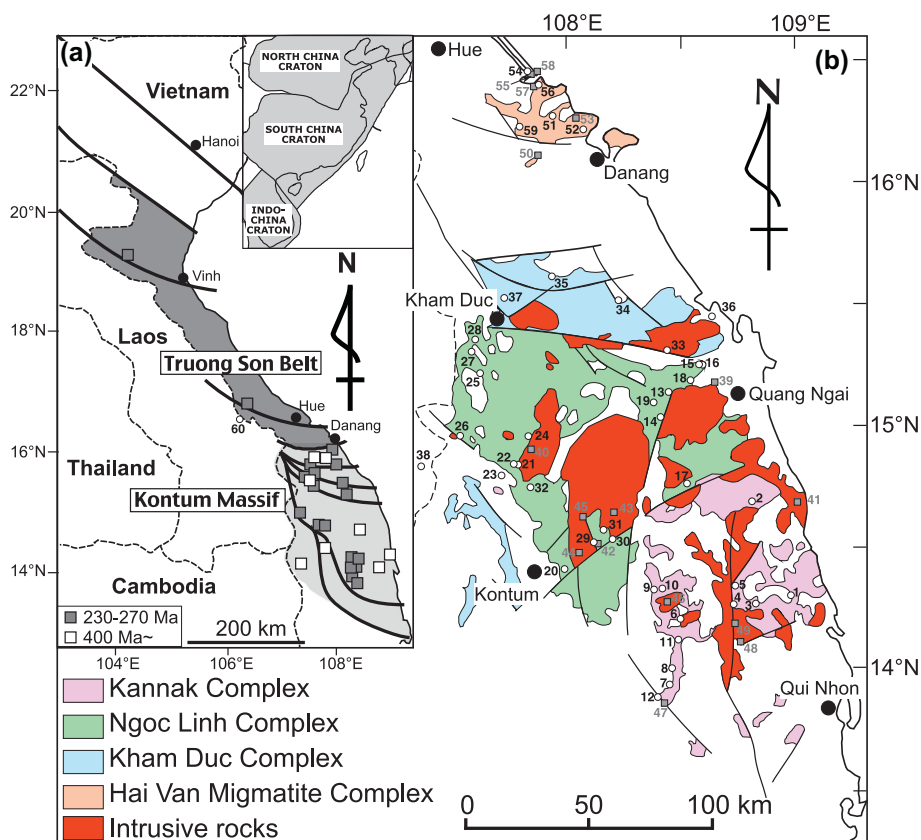 (a)
NORTH CHINA
CRATON
SOUTH CHINA
CRATON
INDO-
CHINA
CRATON
22°N
20°N
18°N
16°N
14°N
Vietnam
Hanoi
Vinh
Laos
Truong Son Belt
Hue
Danang
60
N
Thailand
Kontum Massif
Cambodia
230-270 Ma
400 Ma~
200 km
104°E
106°E
108°E
Kannak Complex
Ngoc Linh Complex
Kham Duc Complex
Hai Van Migmatite Complex
Intrusive rocks
108°E
109°E
(b)
Hue
54
58
55
57
56
51
53
59
52
50
N
Danang
16°N
35
Kham Duc
37
34
36
28
33
27
15
16
25
18
39
13
Quang Ngai
19
14
15°N
26
24
40
38
22
21
23
17
32
2
41
45
43
31
29
30
42
44
20
Kontum
9
10
5
1
4
3
6
11
48
8
14°N
7
12
47
Qui Nhon
0
50
100 km